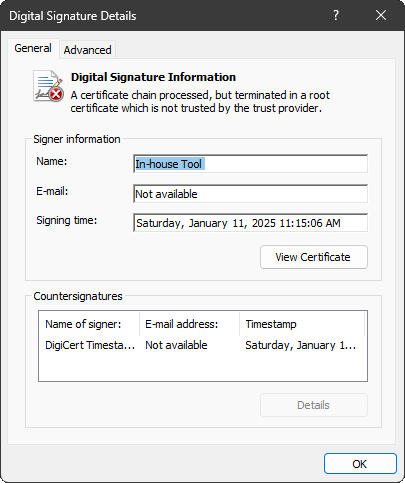 Digital Signature Details
?
General
Advanced
Digital Signature Information
A certificate chain processed, but terminated in a root
certificate which is not trusted by the trust provider.
Signer information
Name:
In-house Tool
E-mail:
Not available
Signing time:
Saturday, January 11, 2025 11:15:06 AM
View Certificate
Countersignatures
Name of signer: E-mail address: Timestamp
DigiCert Timesta... Not available Saturday, January 1...
Details
OK